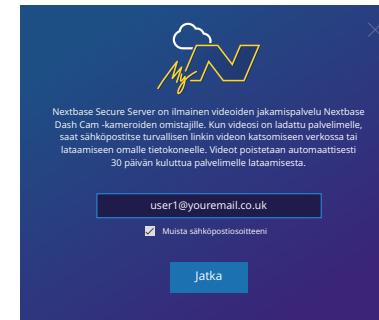 My N
Nextbase Secure Server on ilmainen videoiden jakamispalvelu Nextbase
Dash Cam -kameroiden omistajille. Kun videosi on ladattu palvelimelle,
saat sähköpostitse turvallisen linkin videon katsomiseen verkossa tai
lataamiseen omalle tietokoneelle. Videot poistetaan automaattisesti
30 päivän kuluttua palvelimelle lataamisesta.
user1@youremail.co.uk
Muista sähköpostiosoitteeni
Jatka